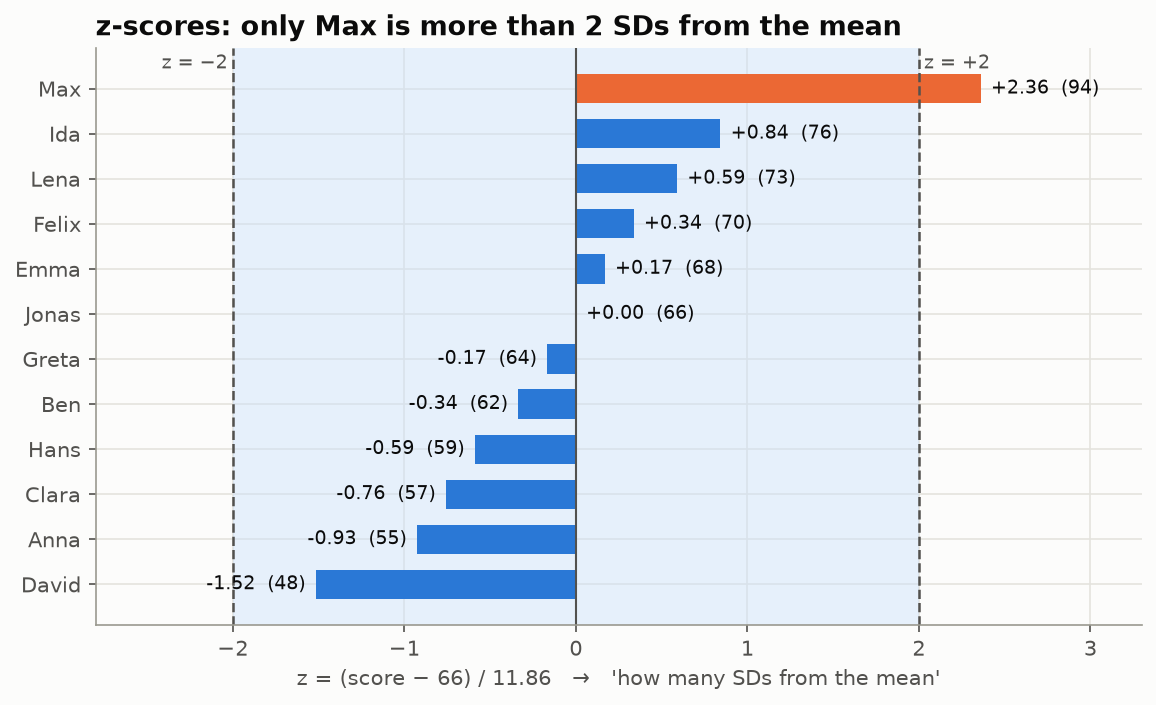 z-scores: only Max is more than 2 SDs from the mean
z = −2
z = +2
Max +2.36 (94)
Ida +0.84 (76)
Lena +0.59 (73)
Felix +0.34 (70)
Emma +0.17 (68)
Jonas +0.00 (66)
Greta -0.17 (64)
Ben -0.34 (62)
Hans -0.59 (59)
Clara -0.76 (57)
Anna -0.93 (55)
David -1.52 (48)
−2 −1 0 1 2 3
z = (score − 66) / 11.86 → 'how many SDs from the mean'